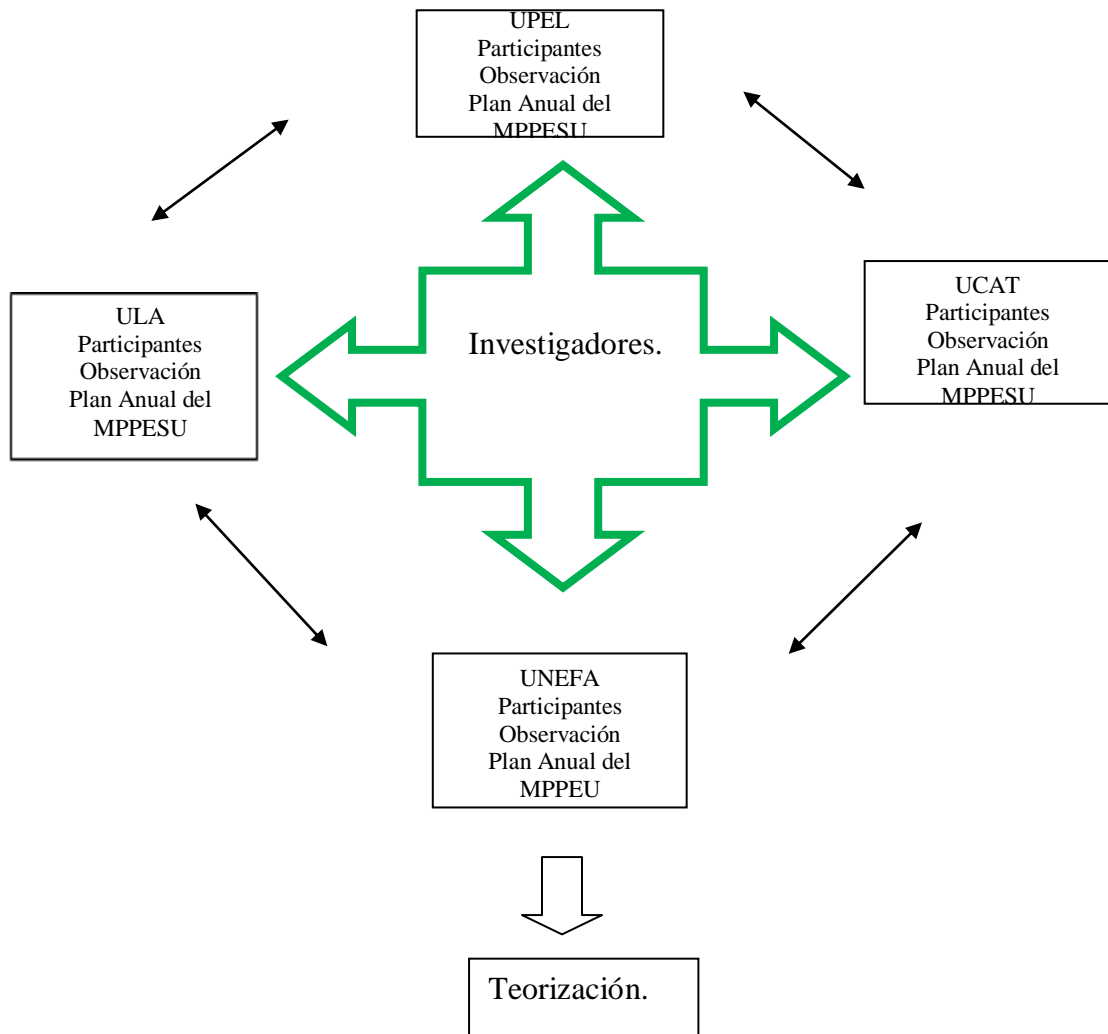 UPEL
Participantes
Observación
Plan Anual del
MPPESU
ULA
Participantes
Observación
Plan Anual del
MPPESU
Investigadores.
UCAT
Participantes
Observación
Plan Anual del
MPPESU
UNEFA
Participantes
Observación
Plan Anual del
MPPEU
Teorización.